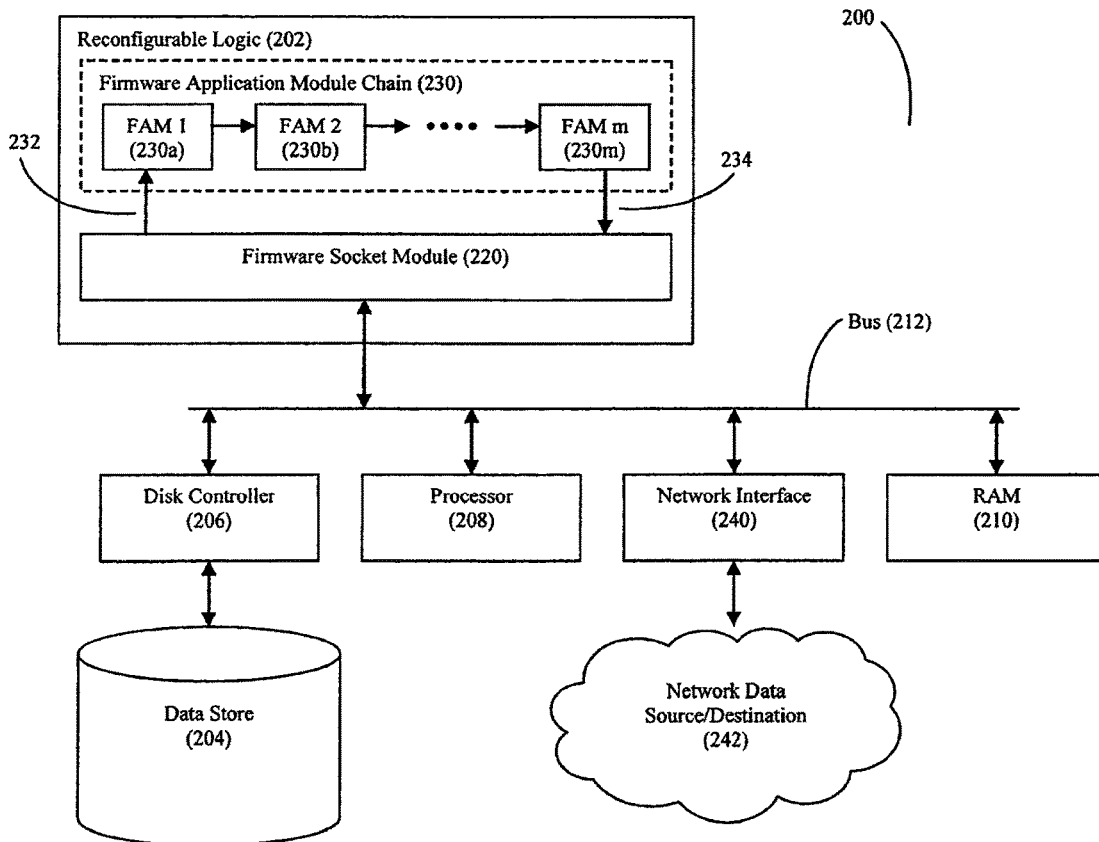 200
Reconfigurable Logic (202)
Firmware Application Module Chain (230)
FAM 1
(230a)
FAM 2
(230b)
FAM m
(230m)
232
234
Firmware Socket Module (220)
Bus (212)
Disk Controller
(206)
Processor
(208)
Network Interface
(240)
RAM
(210)
Data Store
(204)
Network Data
Source/Destination
(242)